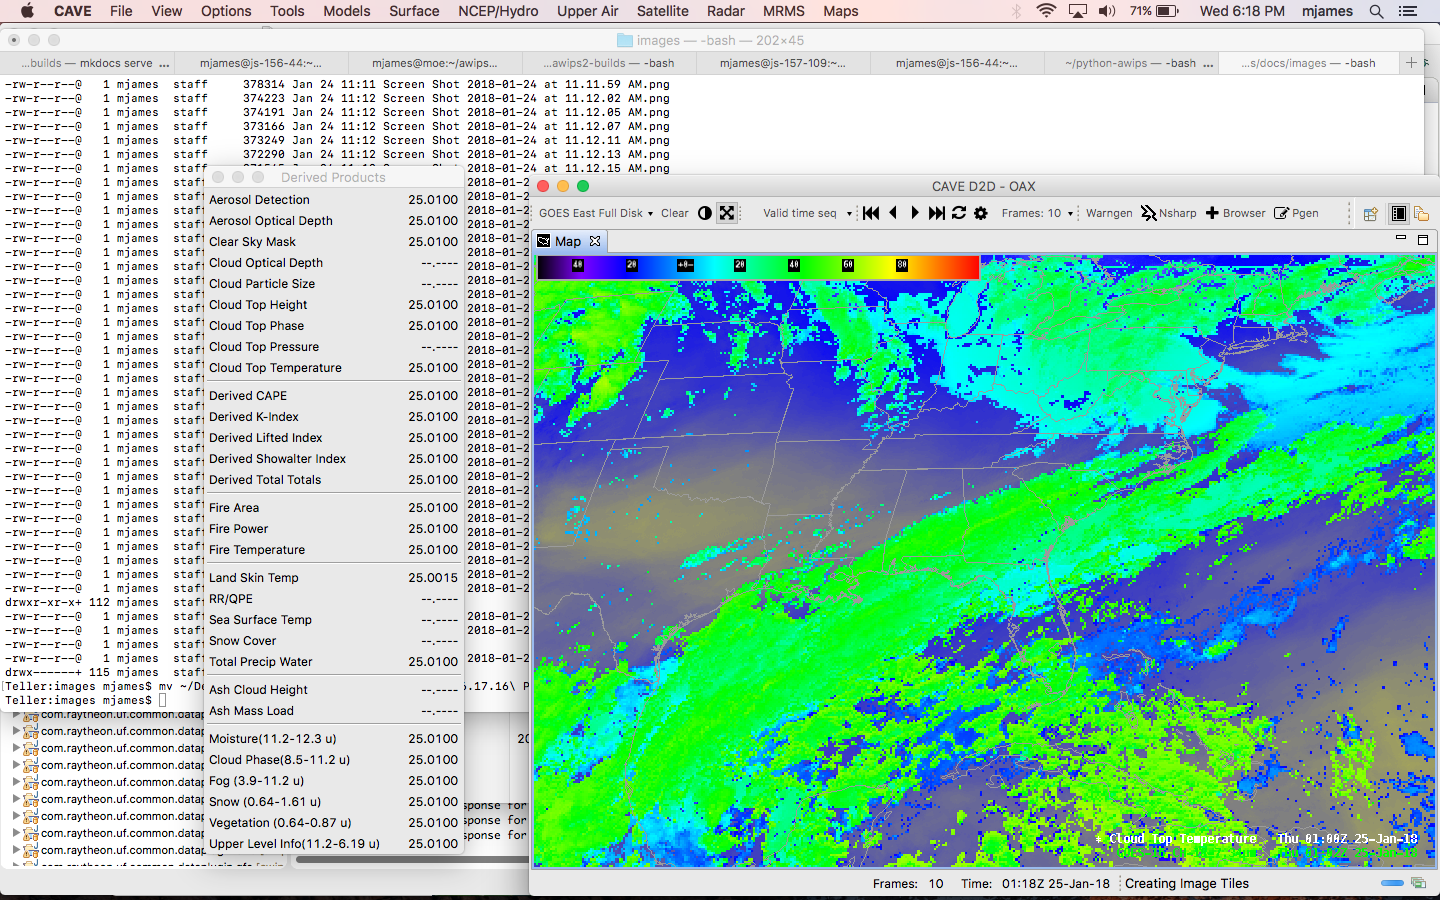 CAVE File View Options Tools Models Surface NCEP/Hydro Upper Air Satellite Radar MRMS Maps 71% Wed 6:18 PM mjames
images — -bash — 202×45
...builds — mkdocs serve ... mjames@js-156-44:~... mjames@moe:~/awips... ...awips2-builds — -bash mjames@js-157-109:~... mjames@js-156-44:~... ~/python-awips — -bash ... ...s/docs/images — -bash
-rw-r--r--@ 1 mjames staff 378314 Jan 24 11:11 Screen Shot 2018-01-24 at 11.11.59 AM.png
-rw-r--r--@ 1 mjames staff 374223 Jan 24 11:12 Screen Shot 2018-01-24 at 11.12.02 AM.png
-rw-r--r--@ 1 mjames staff 374191 Jan 24 11:12 Screen Shot 2018-01-24 at 11.12.05 AM.png
-rw-r--r--@ 1 mjames staff 373166 Jan 24 11:12 Screen Shot 2018-01-24 at 11.12.07 AM.png
-rw-r--r--@ 1 mjames staff 373249 Jan 24 11:12 Screen Shot 2018-01-24 at 11.12.11 AM.png
-rw-r--r--@ 1 mjames staff 372290 Jan 24 11:12 Screen Shot 2018-01-24 at 11.12.13 AM.png
-rw-r--r--@ 1 mjames staff Jan 24 11:12 Screen Shot 2018-01-24 at 11.12.15 AM.png
drwxr-xr-x+ 112 mjames staff
drwx------+ 115 mjames staff
[Teller:images mjames$ mv ~/De .17.16\ P
Teller:images mjames$
com.raytheon.uf.common.datap
com.raytheon.uf.common.datap
com.raytheon.uf.common.datap
com.raytheon.uf.common.datap
com.raytheon.uf.common.datap
com.raytheon.uf.common.datap
com.raytheon.uf.common.datap
com.raytheon.uf.common.datap
sponse for
sponse for
sponse for
Derived Products
Aerosol Detection 25.0100
Aerosol Optical Depth 25.0100
Clear Sky Mask 25.0100
Cloud Optical Depth --.----
Cloud Particle Size --.----
Cloud Top Height 25.0100
Cloud Top Phase 25.0100
Cloud Top Pressure --.----
Cloud Top Temperature 25.0100
Derived CAPE 25.0100
Derived K-Index 25.0100
Derived Lifted Index 25.0100
Derived Showalter Index 25.0100
Derived Total Totals 25.0100
Fire Area 25.0100
Fire Power 25.0100
Fire Temperature 25.0100
Land Skin Temp 25.0015
RR/QPE --.----
Sea Surface Temp --.----
Snow Cover --.----
Total Precip Water 25.0100
Ash Cloud Height --.----
Ash Mass Load --.----
Moisture(11.2-12.3 u) 25.0100
Cloud Phase(8.5-11.2 u) 25.0100
Fog (3.9-11.2 u) 25.0100
Snow (0.64-1.61 u) 25.0100
Vegetation (0.64-0.87 u) 25.0100
Upper Level Info(11.2-6.19 u) 25.0100
CAVE D2D - OAX
GOES East Full Disk Clear Valid time seq Frames: 10 Warngen Nsharp Browser Pgen
Map
40 20 +0- 20 40 60 80
* Cloud Top Temperature Thu 01:00Z 25-Jan-18
Frames: 10 Time: 01:18Z 25-Jan-18 Creating Image Tiles